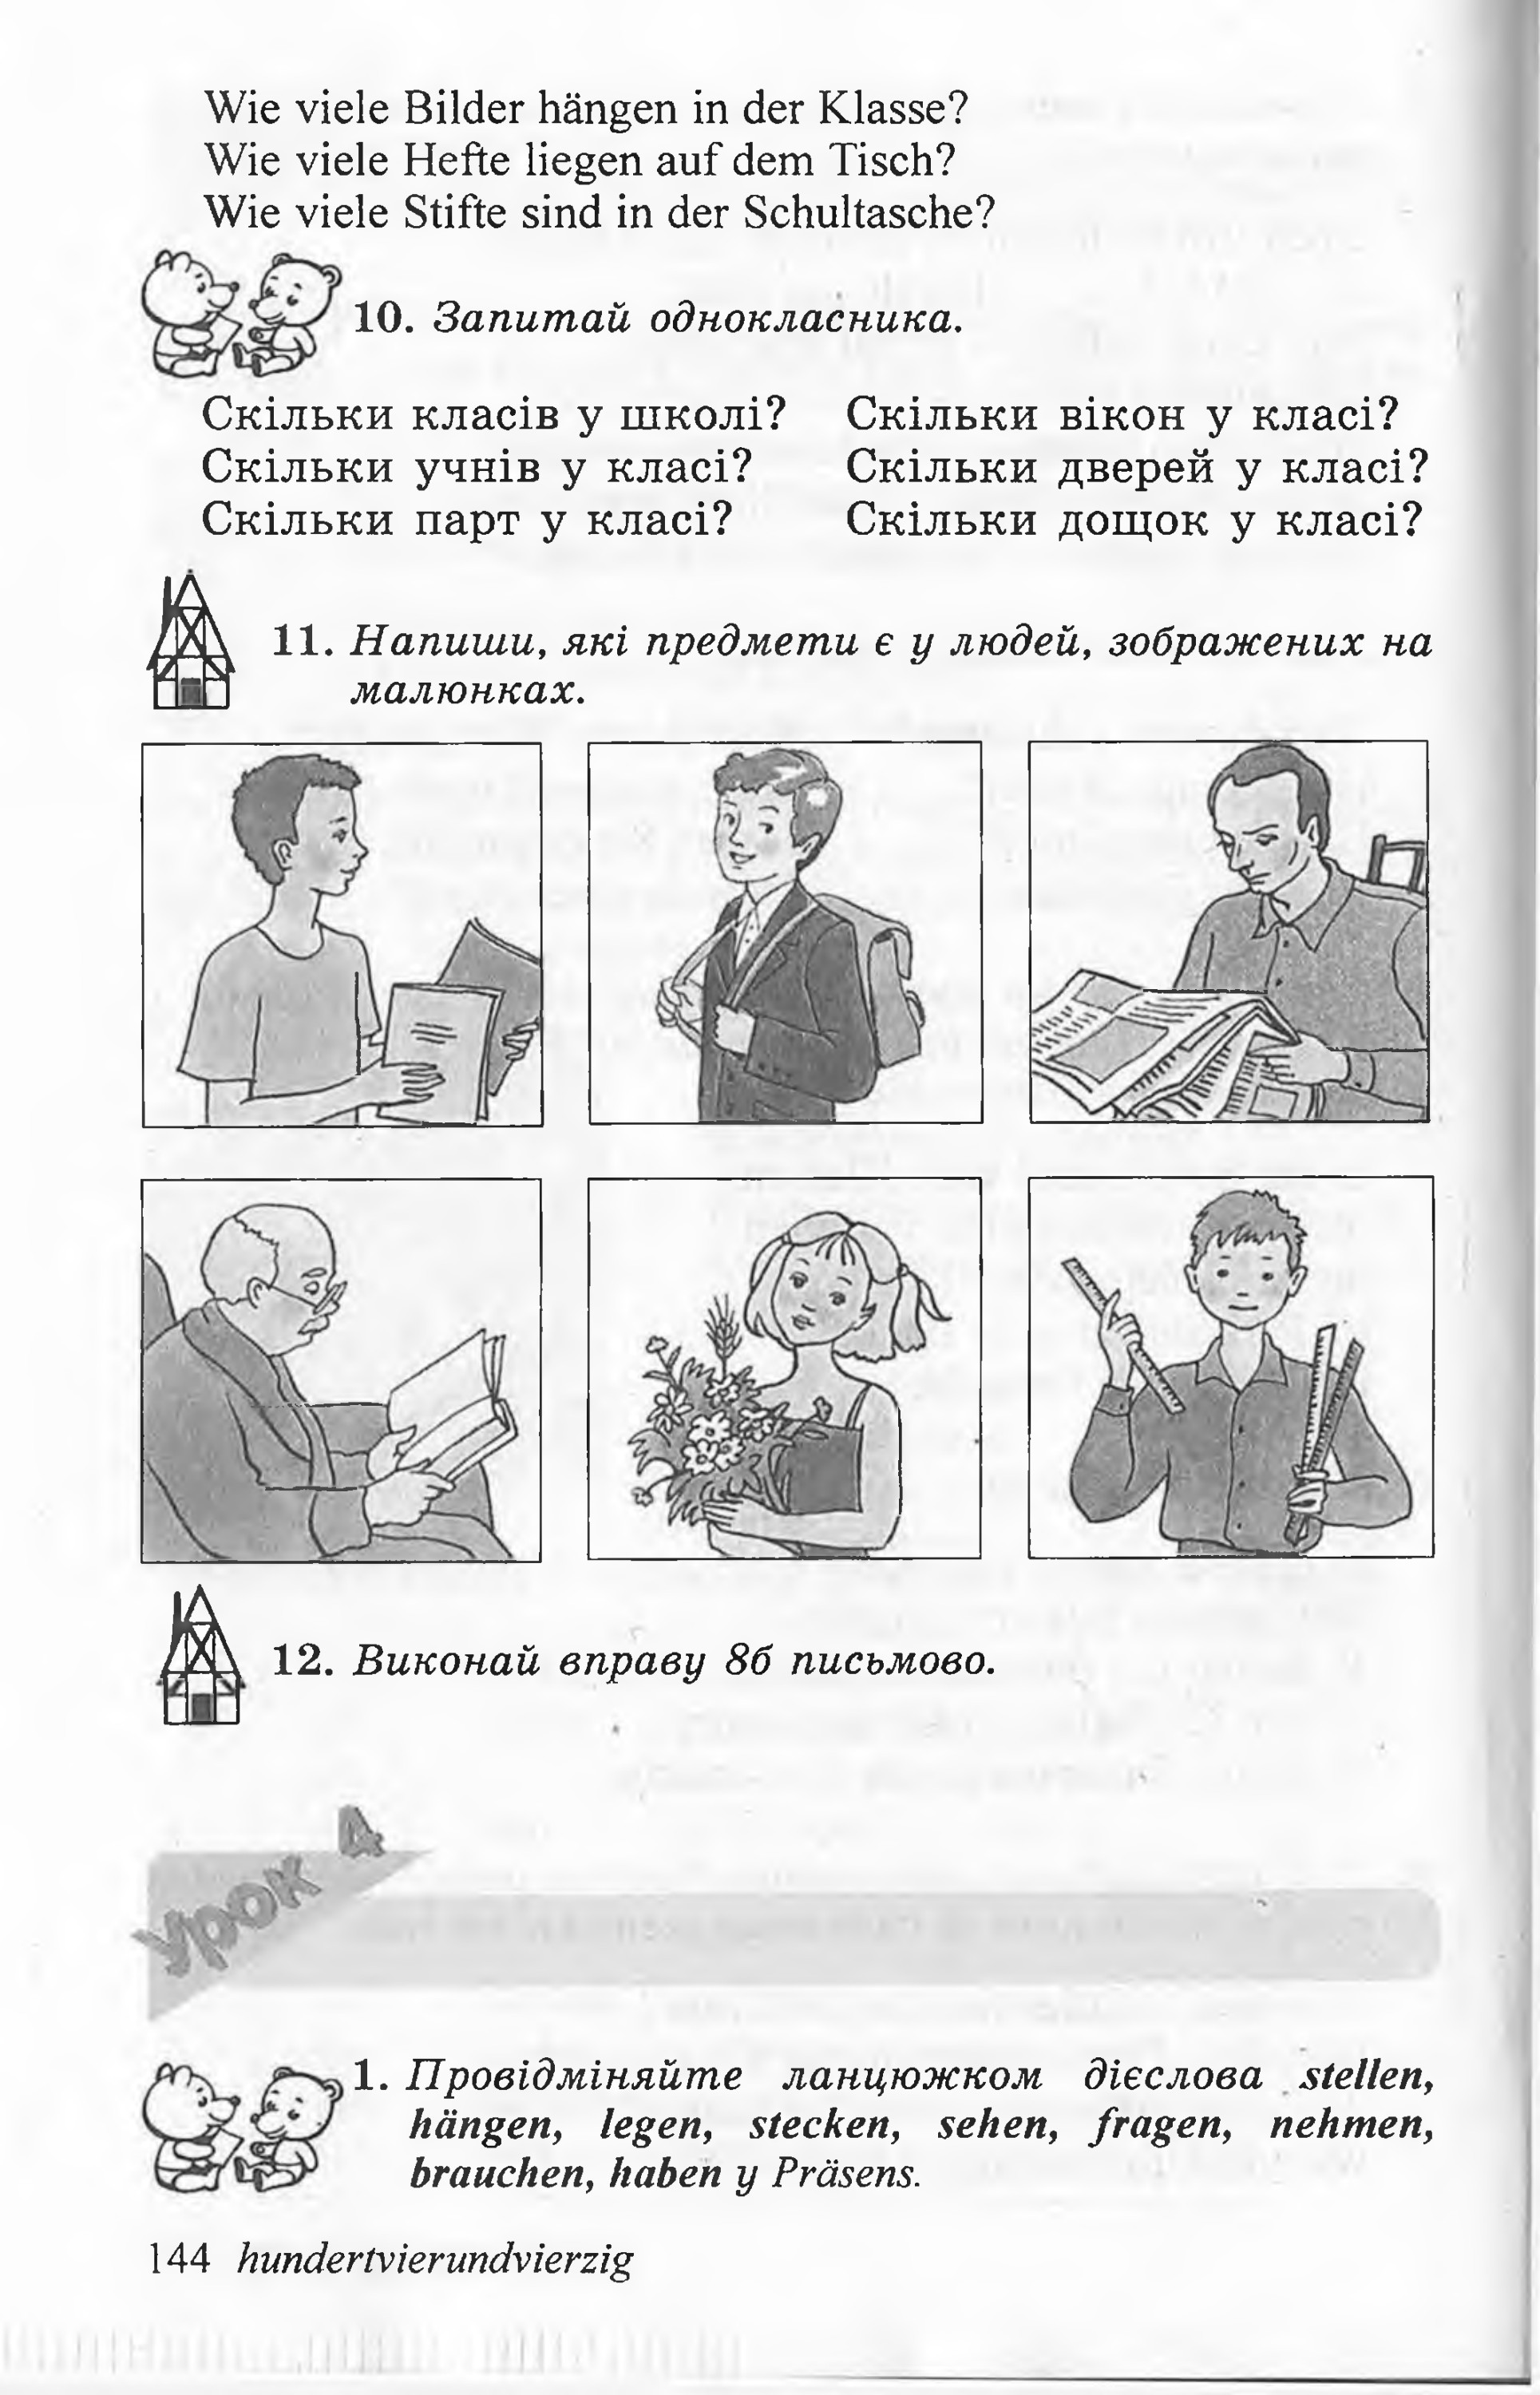 Wie viele Bilder hängen in der Klasse?
Wie viele Hefte liegen auf dem Tisch?
Wie viele Stifte sind in der Schultasche?
10. Запитай однокласника.
Скільки класів у школі?
Скільки учнів у класі?
Скільки парт у класі?
Скільки вікон у класі?
Скільки дверей у класі?
Скільки дощок у класі?
11. Напиши, які предмети є у людей, зображених на
малюнках.
12. Виконай вправу 8б письмово.
Урок 4
1. Провідміняйте ланцюжком дієслова stellen,
hängen, legen, stecken, sehen, fragen, nehmen,
brauchen, haben у Präsens.
144 hundertvierundvierzig